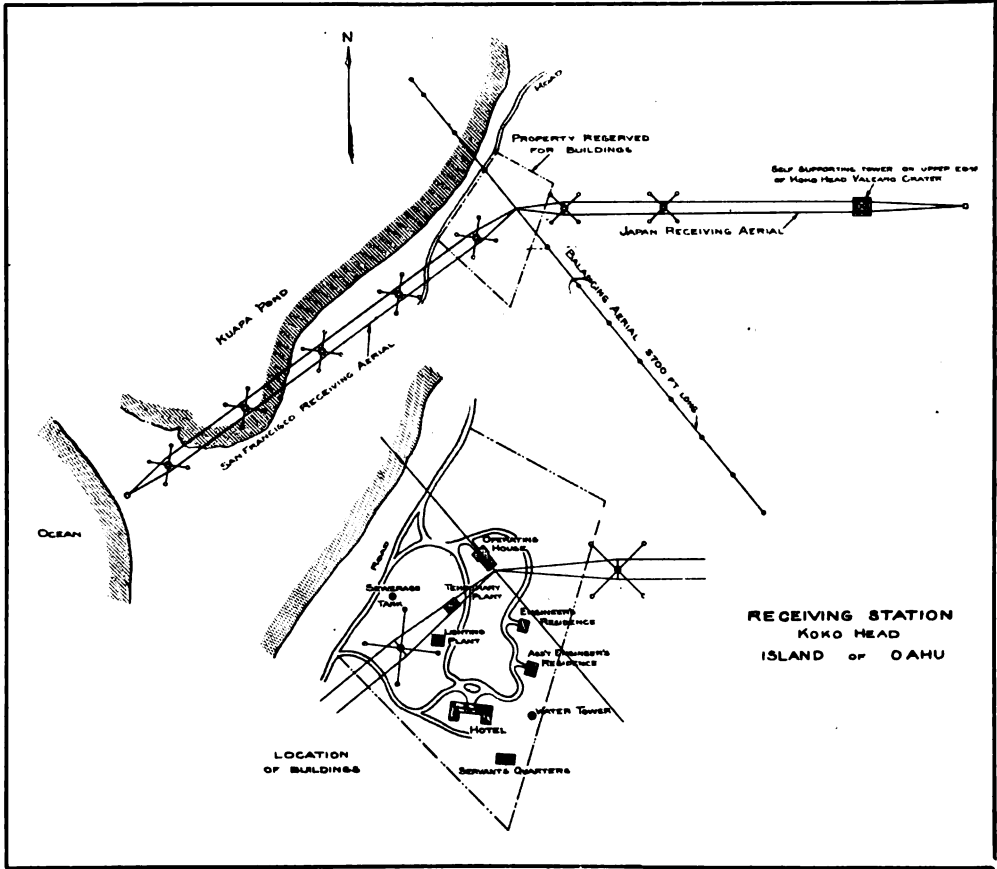 N
HEAD
PROPERTY RESERVED
FOR BUILDINGS
SELF SUPPORTING TOWER ON UPPER EDGE
OF KOKO HEAD VALCANO CRATER
JAPAN RECEIVING AERIAL
BALANCING AERIAL 5700 FT LONG
KUAPA POND
SAN FRANCISCO RECEIVING AERIAL
OCEAN
ROAD
OPERATING
HOUSE
SEWERAGE
TANK
TEMPORARY
PLANT
LIGHTING
PLANT
ENGINEER'S
RESIDENCE
ASS'T ENGINEER'S
RESIDENCE
WATER TOWER
HOTEL
SERVANTS QUARTERS
LOCATION
OF BUILDINGS
RECEIVING STATION
KOKO HEAD
ISLAND OF OAHU